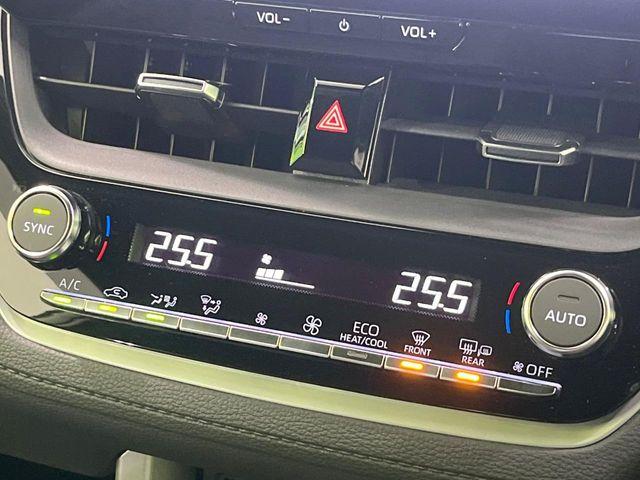 VOL− VOL+
SYNC 25.5 25.5 AUTO
A/C ECO HEAT/COOL FRONT REAR OFF